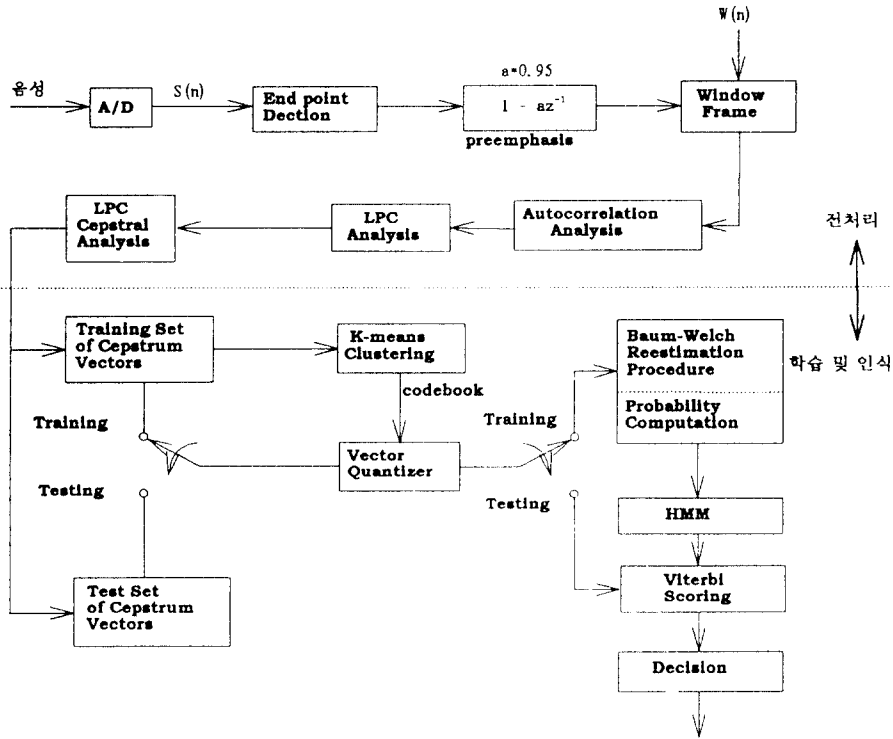 W(n)
음성
A/D
S(n)
End point
Dection
a=0.95
1 - az⁻¹
preemphasis
Window
Frame
LPC
Cepstral
Analysis
LPC
Analysis
Autocorrelation
Analysis
전처리
학습 및 인식
Training Set
of Cepstrum
Vectors
K-means
Clustering
codebook
Baum-Welch
Reestimation
Procedure
Probability
Computation
Training
Training
Vector
Quantizer
Testing
Testing
HMM
Test Set
of Cepstrum
Vectors
Viterbi
Scoring
Decision